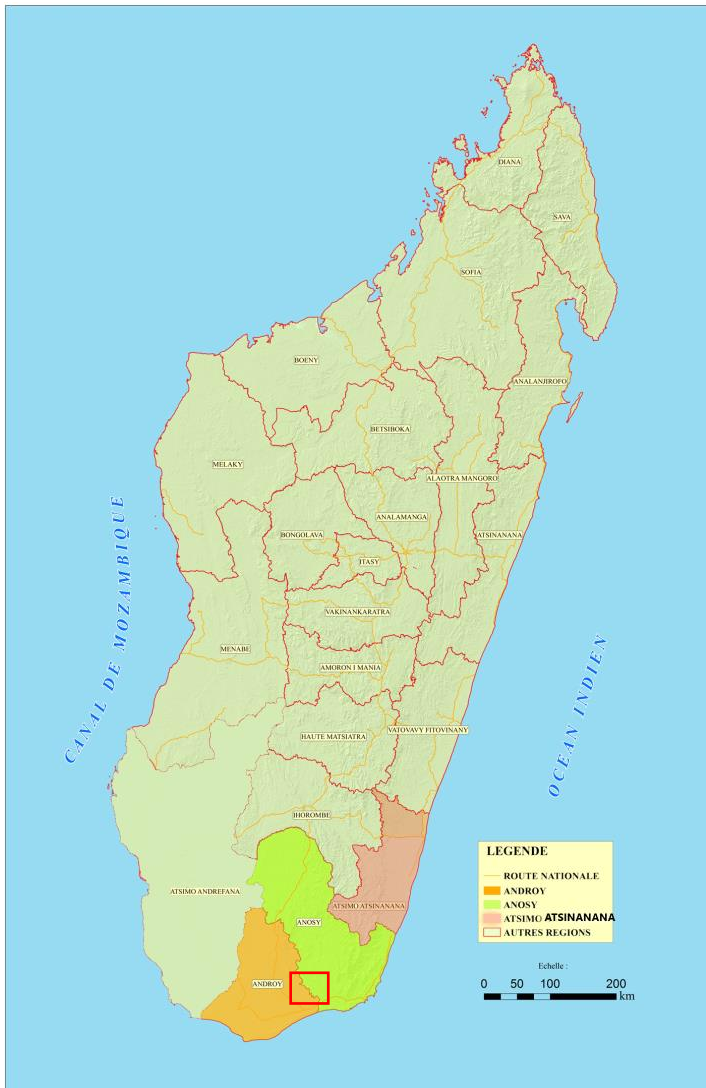 DIANA
SAVA
SOFIA
BOENY
ANALANJIROFO
BETSIBOKA
MELAKY
ALAOTRA MANGORO
ANALAMANGA
BONGOLAVA
ATSINANANA
ITASY
VAKINANKARATRA
MENABE
AMORON I MANIA
VATOVAVY FITOVINANY
HAUTE MATSIATRA
IHOROMBE
ATSIMO ANDREFANA
ATSIMO ATSINANANA
ANOSY
ANDROY
CANAL DE MOZAMBIQUE
OCEAN INDIEN
LEGENDE
ROUTE NATIONALE
ANDROY
ANOSY
ATSIMO ATSINANANA
AUTRES REGIONS
Echelle :
0 50 100 200
km